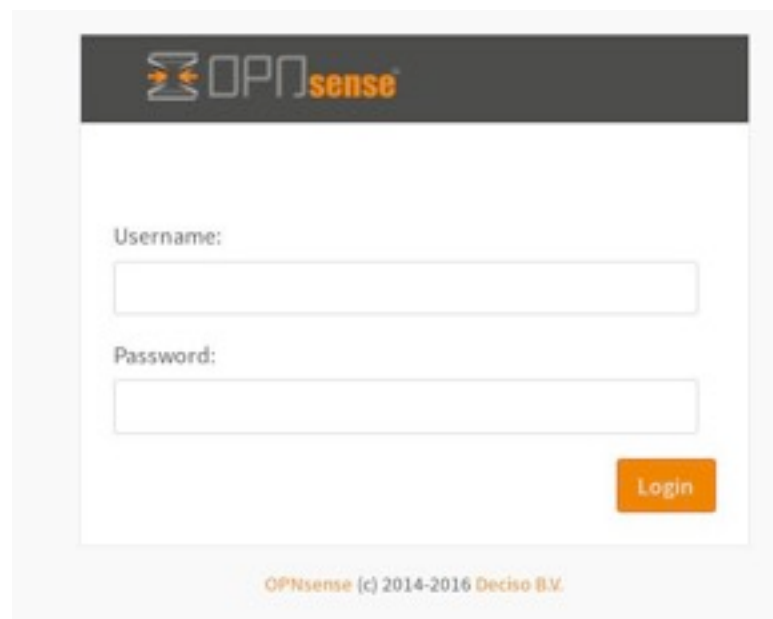 OPNsense
Username:
Password:
Login
OPNsense (c) 2014-2016 Deciso B.V.